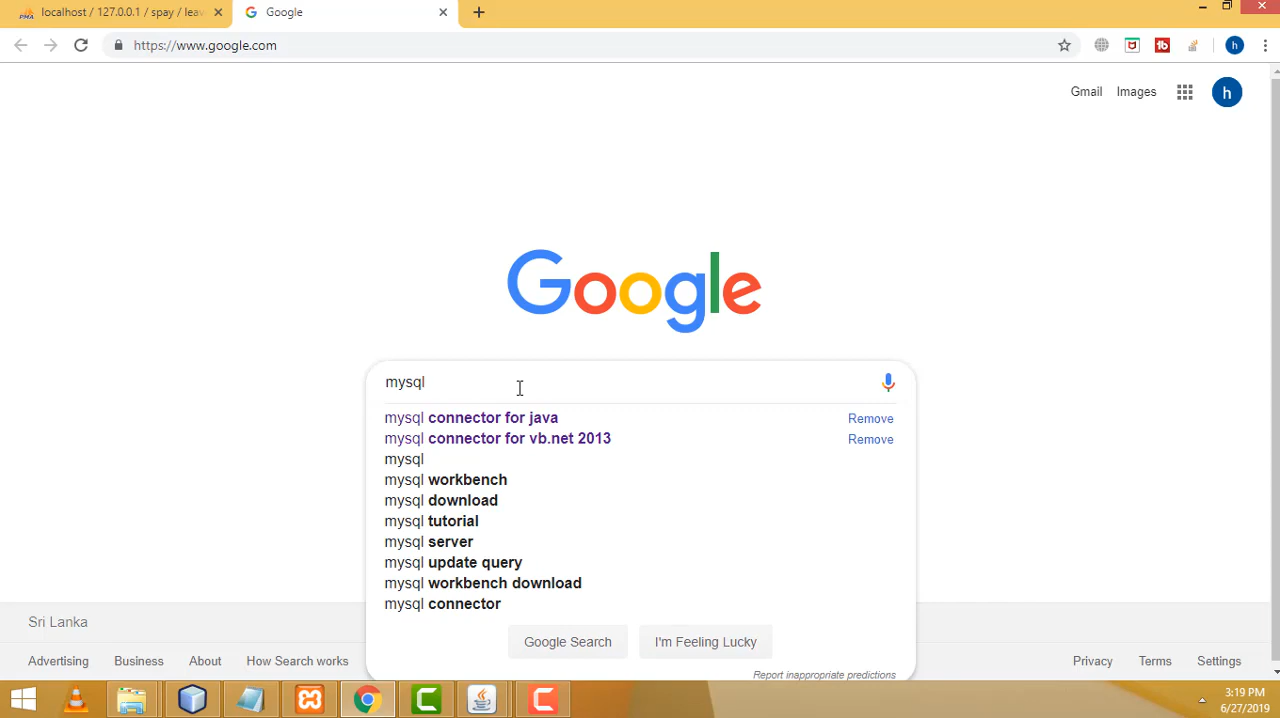 localhost / 127.0.0.1 / spay / leav
Google
https://www.google.com
h
Gmail Images
h
Google
mysql
mysql connector for java Remove
mysql connector for vb.net 2013 Remove
mysql
mysql workbench
mysql download
mysql tutorial
mysql server
mysql update query
mysql workbench download
mysql connector
Google Search I'm Feeling Lucky
Report inappropriate predictions
Sri Lanka
Advertising Business About How Search works Privacy Terms Settings
3:19 PM
6/27/2019